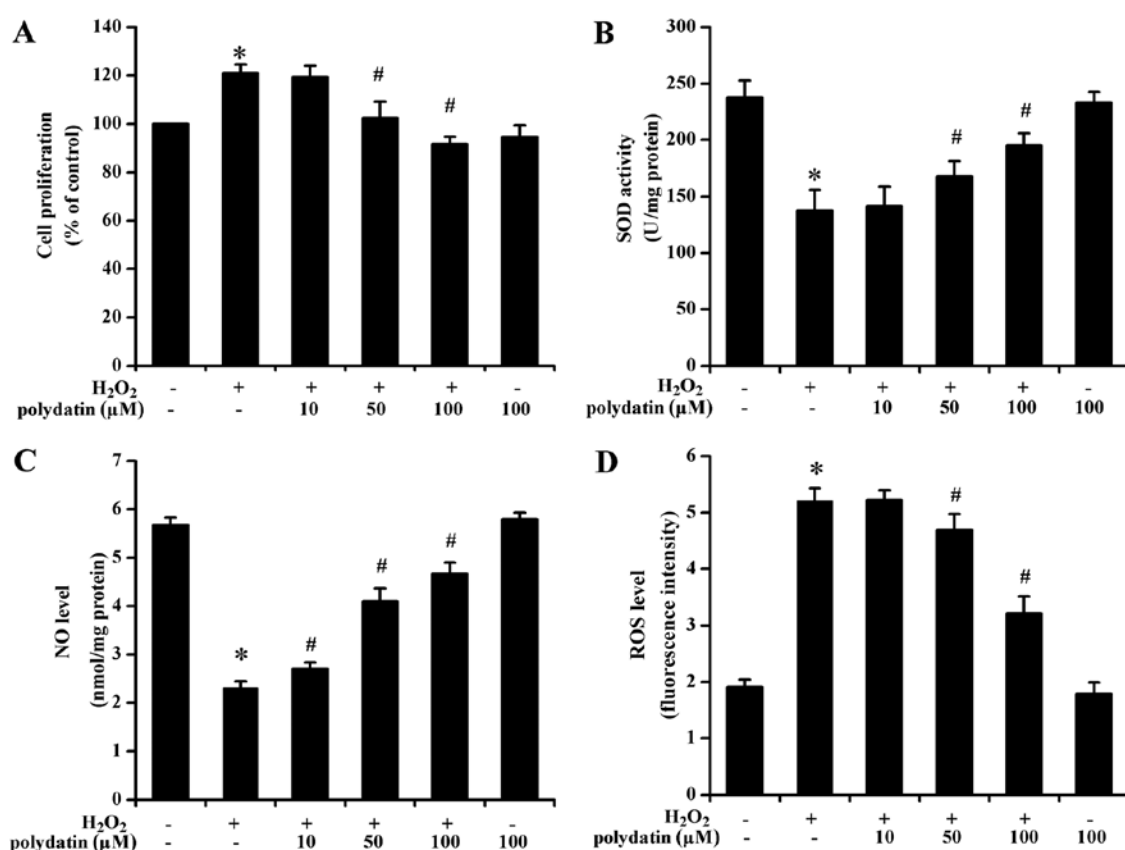 A
Cell proliferation
(% of control)
140
120
100
80
60
40
20
0
*
#
#
H₂O₂ - + + + + -
polydatin (µM) - - 10 50 100 100
B
SOD activity
(U/mg protein)
300
250
200
150
100
50
0
*
#
#
H₂O₂ - + + + + -
polydatin (µM) - - 10 50 100 100
C
NO level
(nmol/mg protein)
7
6
5
4
3
2
1
0
*
#
#
#
H₂O₂ - + + + + -
polydatin (µM) - - 10 50 100 100
D
ROS level
(fluorescence intensity)
6
5
4
3
2
1
0
*
#
#
H₂O₂ - + + + + -
polydatin (µM) - - 10 50 100 100